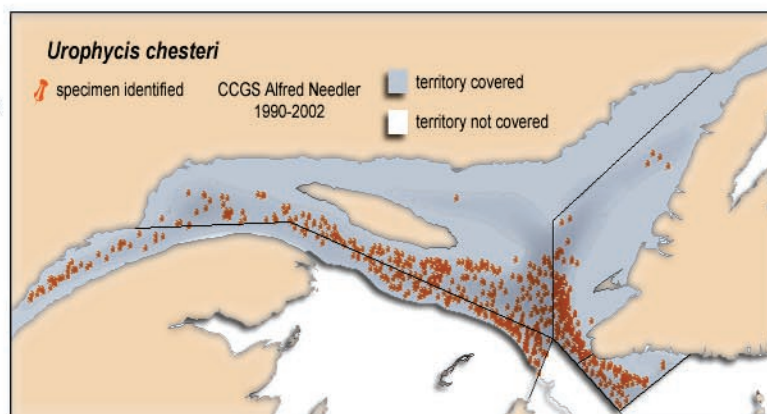 Urophycis chesteri
specimen identified
CCGS Alfred Needler
1990-2002
territory covered
territory not covered